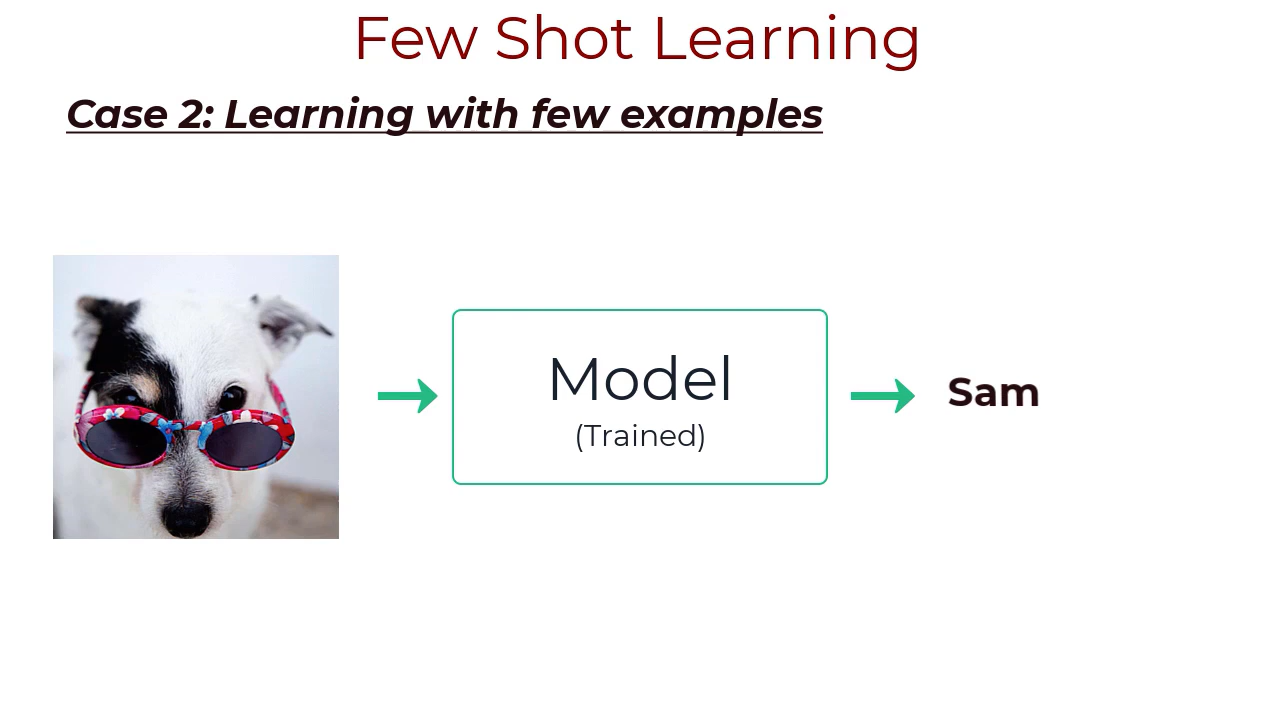 Few Shot Learning
Case 2: Learning with few examples
Model
(Trained)
Sam